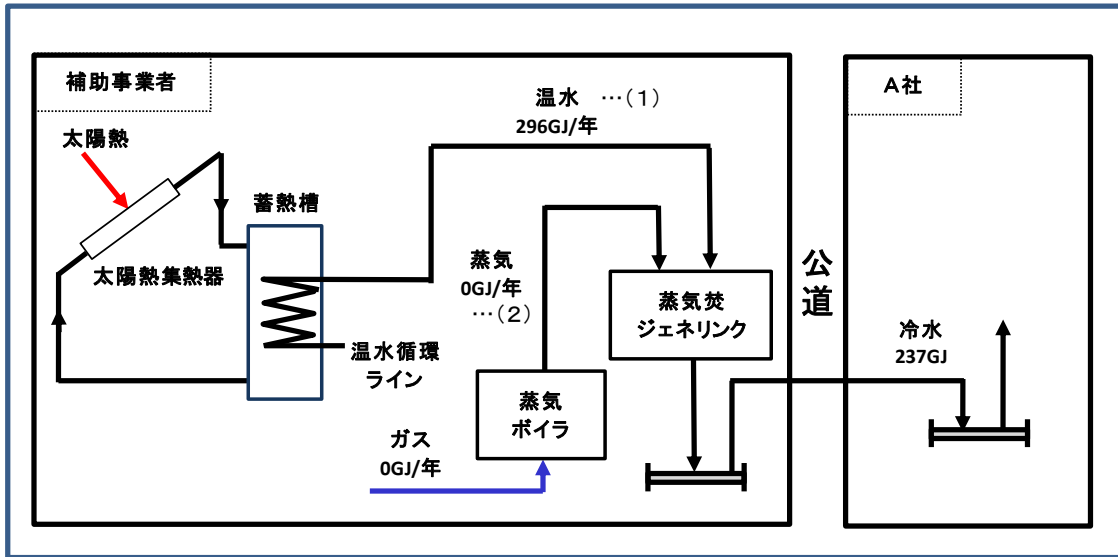 補助事業者
A社
太陽熱
温水 …(1)
296GJ/年
蓄熱槽
太陽熱集熱器
蒸気
0GJ/年
…(2)
蒸気焚
ジェネリンク
公
道
冷水
237GJ
温水循環
ライン
蒸気
ボイラ
ガス
0GJ/年